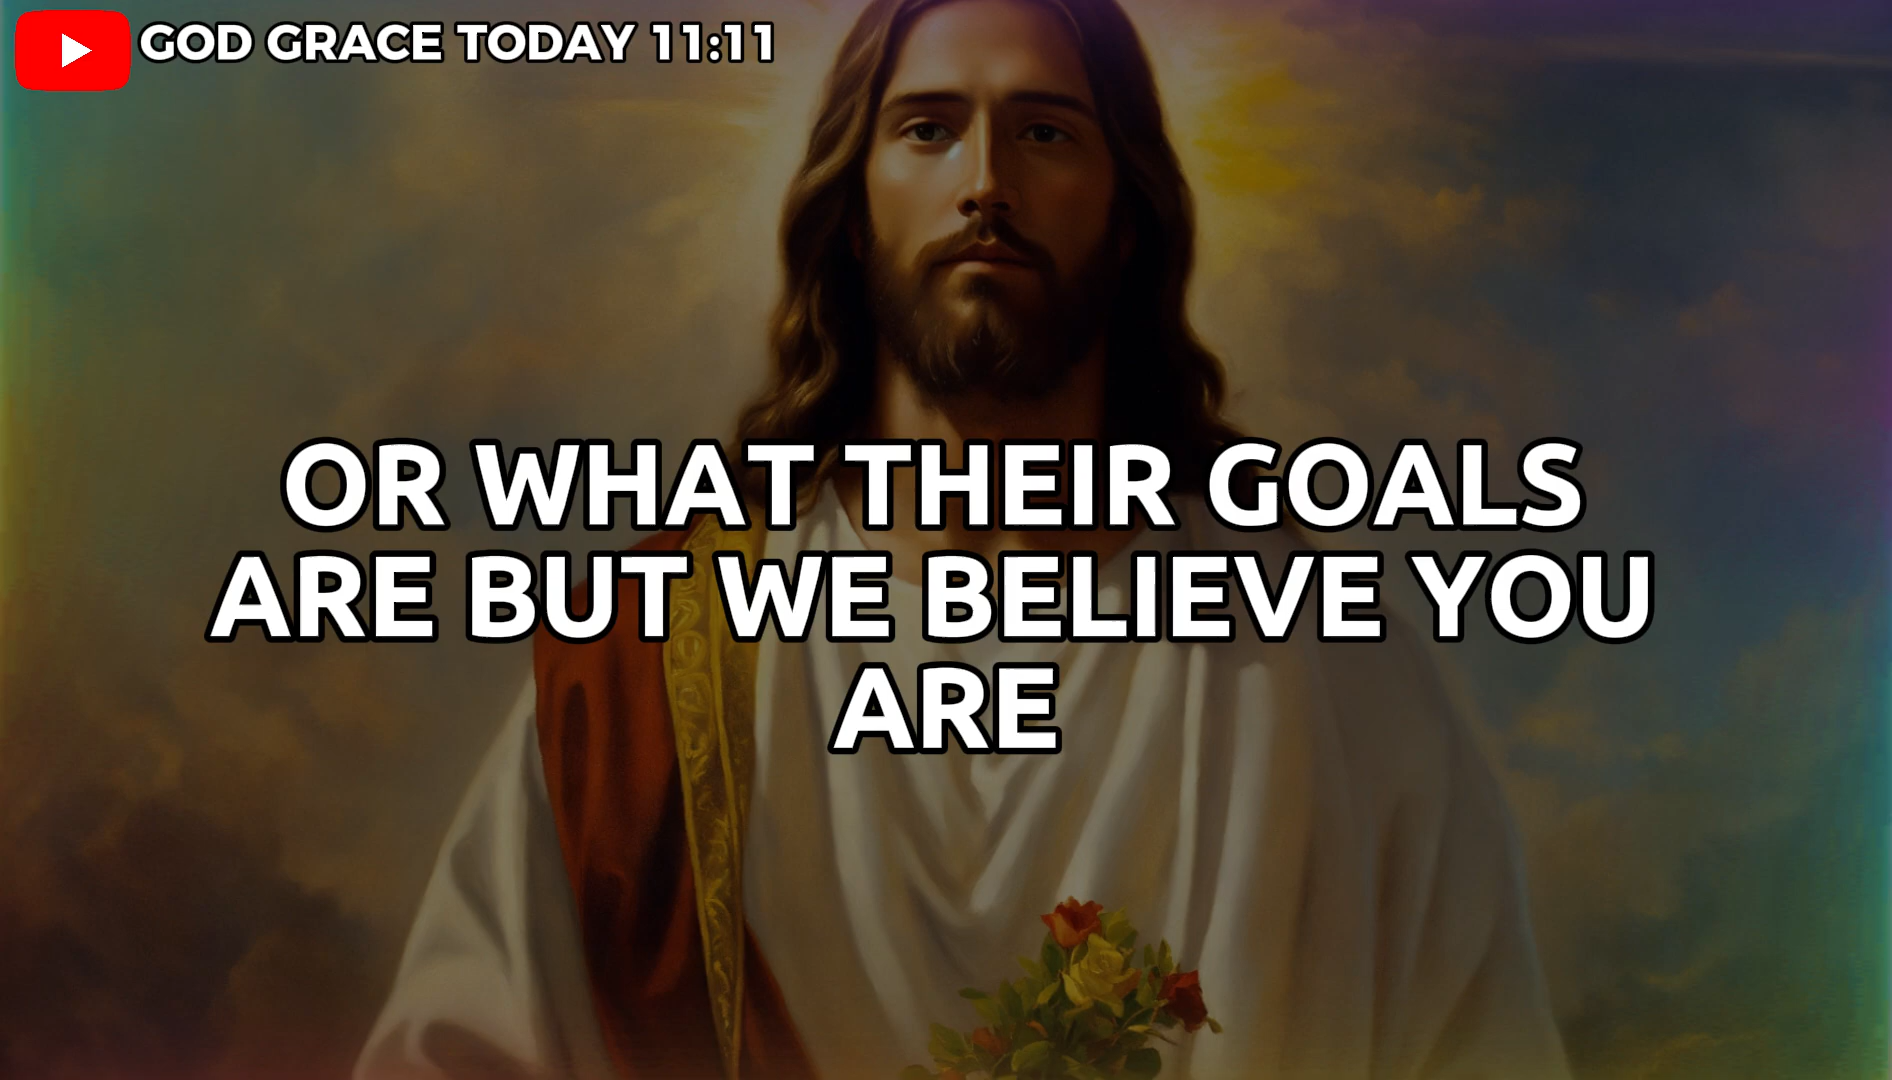 GOD GRACE TODAY 11:11
OR WHAT THEIR GOALS
ARE BUT WE BELIEVE YOU
ARE